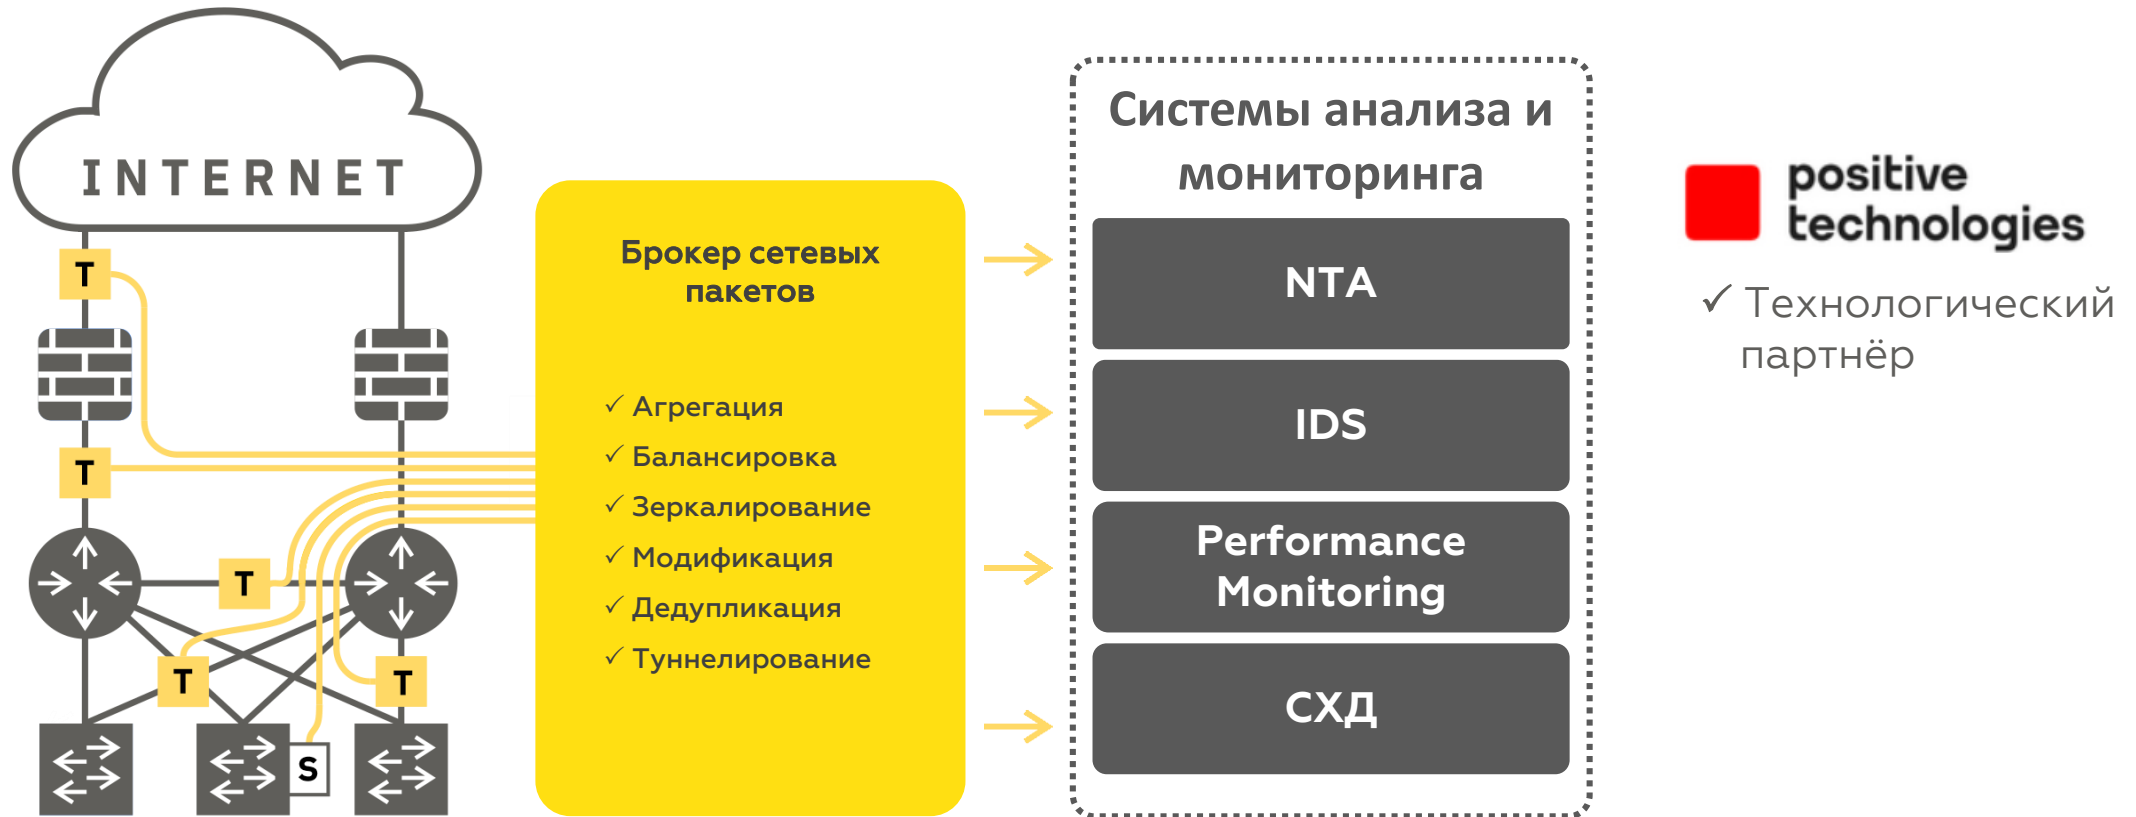 INTERNET
T
T
T
T
T
S
Брокер сетевых
пакетов
✓ Агрегация
✓ Балансировка
✓ Зеркалирование
✓ Модификация
✓ Дедупликация
✓ Туннелирование
Системы анализа и
мониторинга
NTA
IDS
Performance
Monitoring
СХД
positive
technologies
✓ Технологический
партнёр